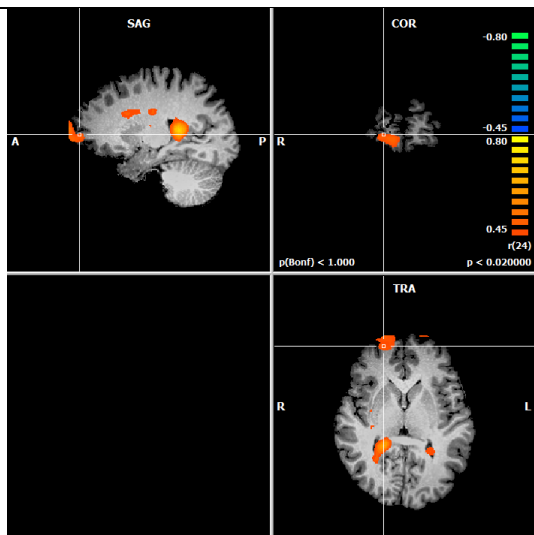 SAG
A
P
COR
-0.80
-0.45
0.80
R
0.45
r(24)
p(Bonf) < 1.000
p < 0.020000
TRA
R
L